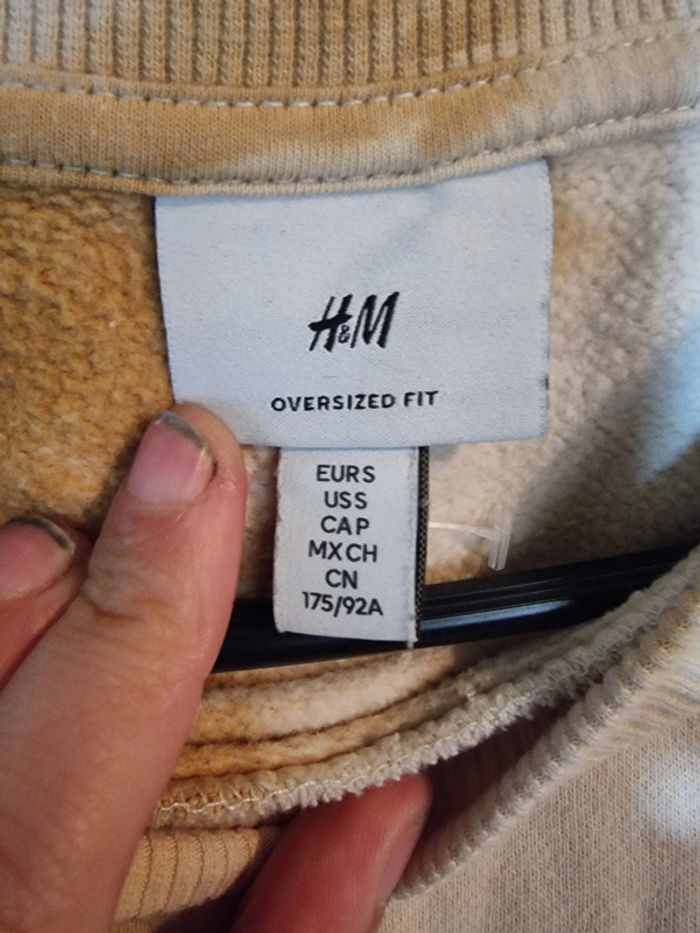 H&M
OVERSIZED FIT
EUR S
US S
CA P
MX CH
CN
175/92A